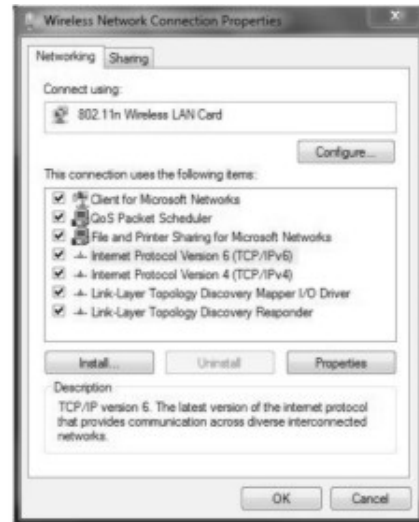 Wireless Network Connection Properties
x
Networking Sharing
Connect using:
802.11n Wireless LAN Card
Configure...
This connection uses the following items:
Client for Microsoft Networks
QoS Packet Scheduler
File and Printer Sharing for Microsoft Networks
Internet Protocol Version 6 (TCP/IPv6)
Internet Protocol Version 4 (TCP/IPv4)
Link-Layer Topology Discovery Mapper I/O Driver
Link-Layer Topology Discovery Responder
Install... Uninstall Properties
Description
TCP/IP version 6. The latest version of the internet protocol
that provides communication across diverse interconnected
networks.
OK Cancel